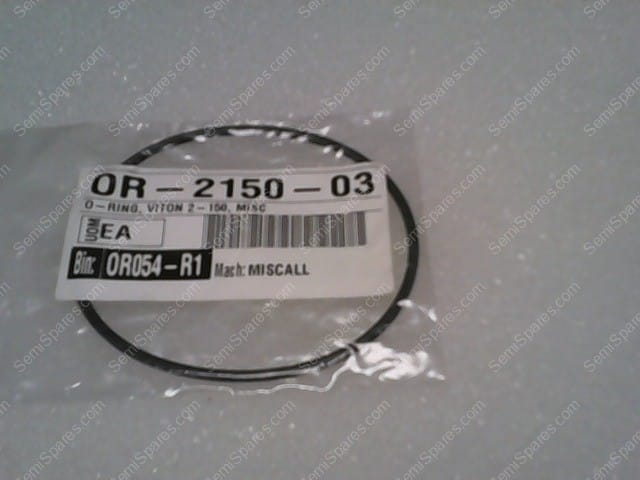 OR-2150-03
O-RING, VITON 2-150, MISC
UOM EA
Bin: OR054-R1 Mach: MISCALL
SemiSpares.com